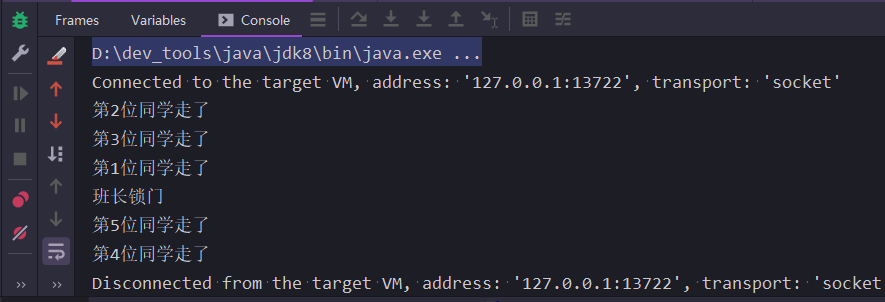 Frames Variables Console
D:\dev_tools\java\jdk8\bin\java.exe ...
Connected to the target VM, address: '127.0.0.1:13722', transport: 'socket'
第2位同学走了
第3位同学走了
第1位同学走了
班长锁门
第5位同学走了
第4位同学走了
Disconnected from the target VM, address: '127.0.0.1:13722', transport: 'socket